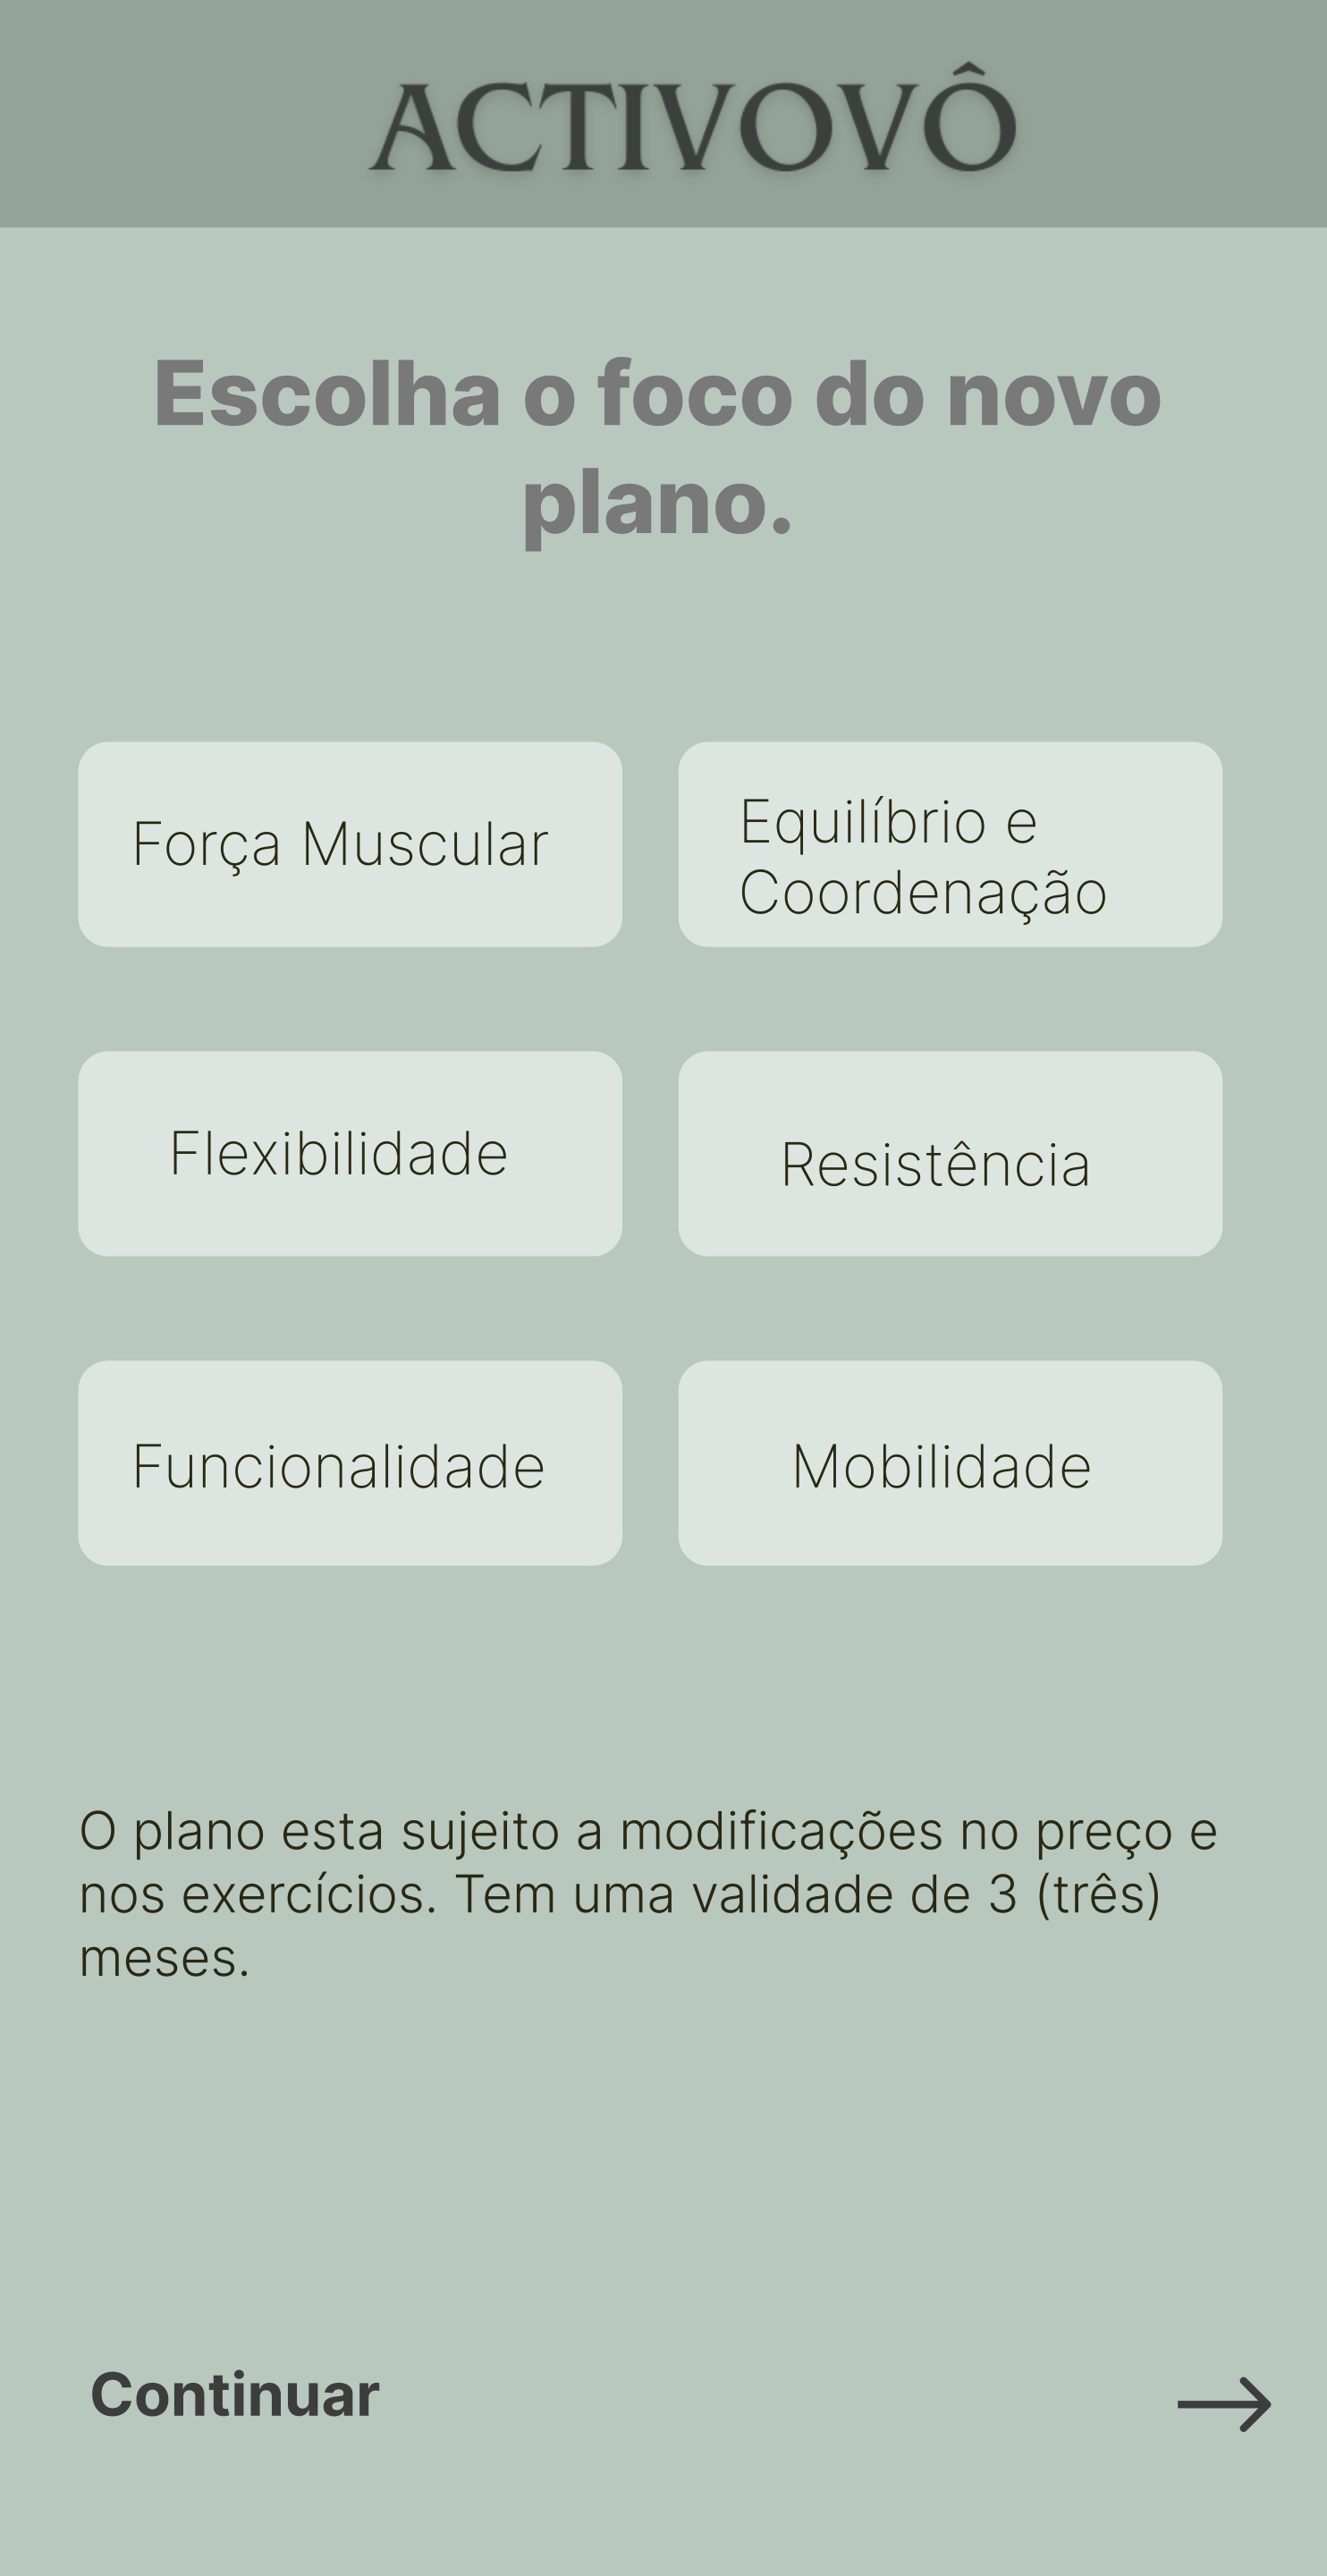 ACTIVOVÔ
Escolha o foco do novo
plano.
Força Muscular
Equilíbrio e
Coordenação
Flexibilidade
Resistência
Funcionalidade
Mobilidade
O plano esta sujeito a modificações no preço e
nos exercícios. Tem uma validade de 3 (três)
meses.
Continuar